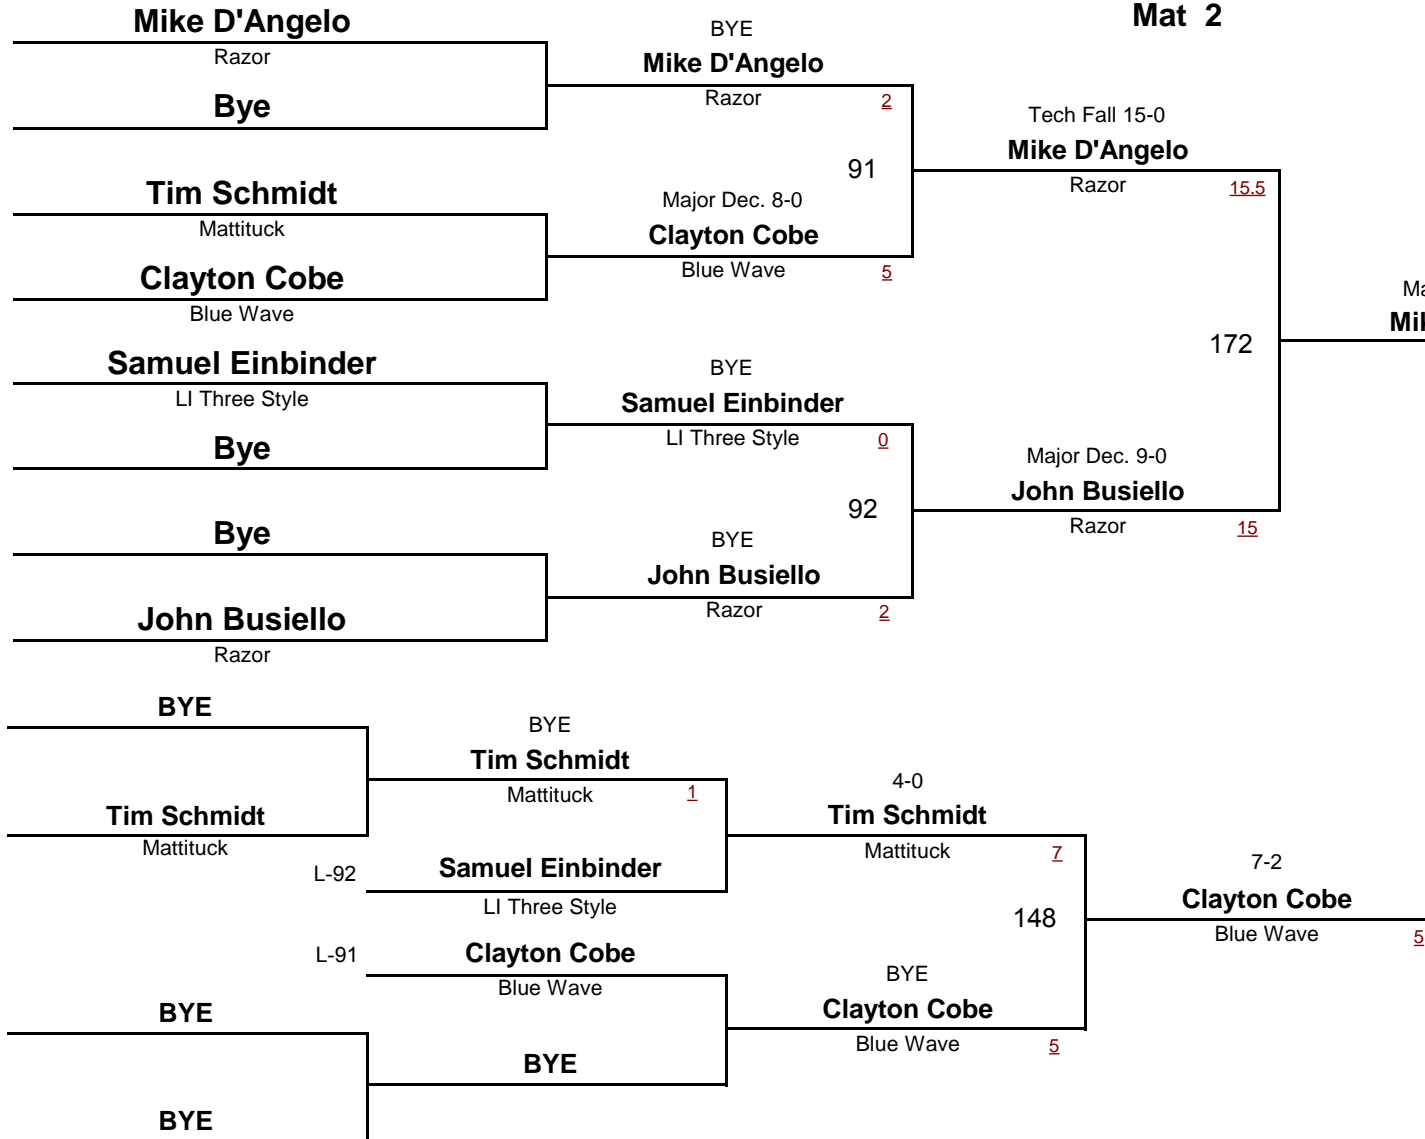 Mat 2
Mike D'Angelo
Razor
Bye
BYE
Mike D'Angelo
Razor
2
Tim Schmidt
Mattituck
Clayton Cobe
Blue Wave
91
Major Dec. 8-0
Clayton Cobe
Blue Wave
5
Tech Fall 15-0
Mike D'Angelo
Razor
15.5
Samuel Einbinder
LI Three Style
Bye
BYE
Samuel Einbinder
LI Three Style
0
Bye
John Busiello
Razor
92
BYE
John Busiello
Razor
2
Major Dec. 9-0
John Busiello
Razor
15
172
Ma
Mik
BYE
Tim Schmidt
Mattituck
BYE
Tim Schmidt
Mattituck
1
L-92
Samuel Einbinder
LI Three Style
4-0
Tim Schmidt
Mattituck
7
L-91
Clayton Cobe
Blue Wave
BYE
BYE
BYE
148
BYE
Clayton Cobe
Blue Wave
5
7-2
Clayton Cobe
Blue Wave
5